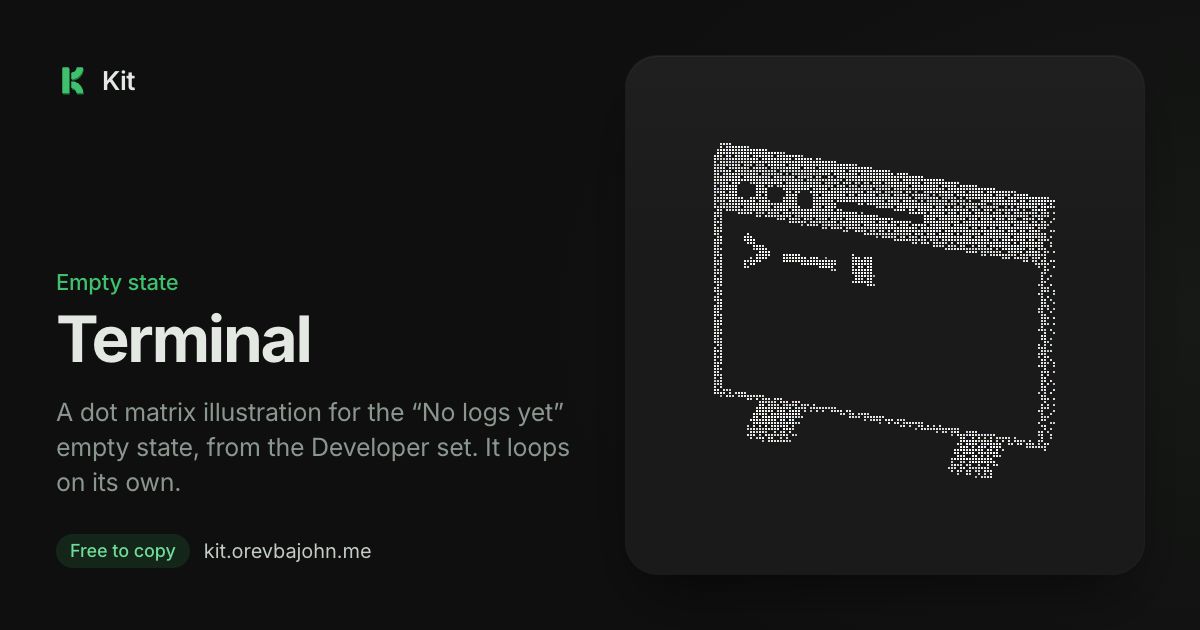 Kit
Empty state
Terminal
A dot matrix illustration for the “No logs yet”
empty state, from the Developer set. It loops
on its own.
Free to copy
kit.orevbajohn.me